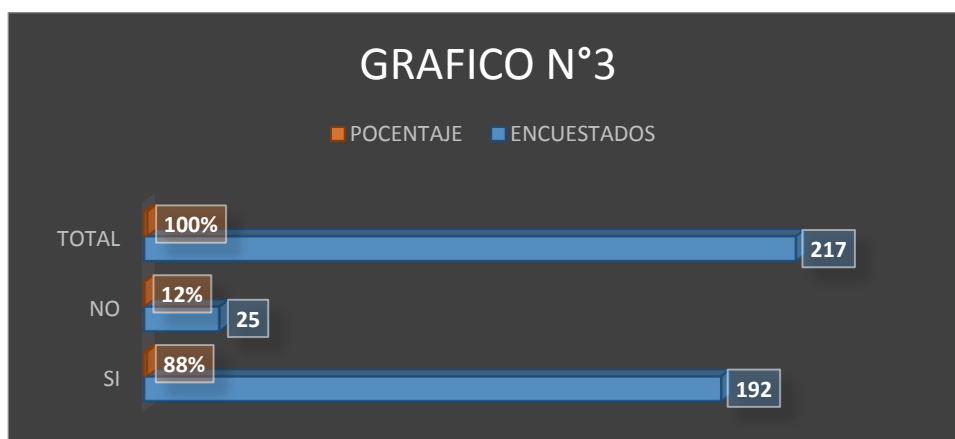 GRAFICO N°3
POCENTAJE ENCUESTADOS
TOTAL 100% 217
NO 12% 25
SI 88% 192